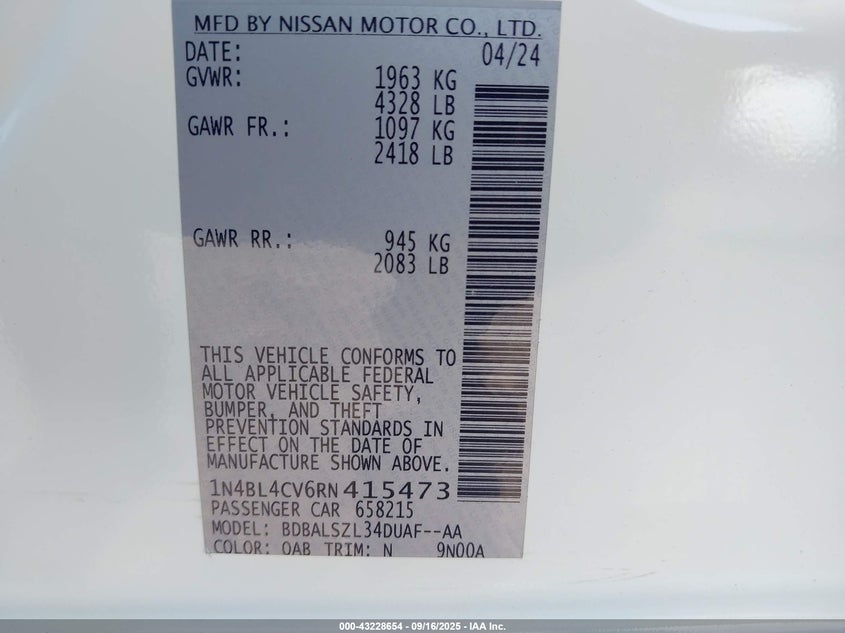 MFD BY NISSAN MOTOR CO., LTD.
DATE: 04/24
GVWR: 1963 KG
4328 LB
GAWR FR.: 1097 KG
2418 LB
GAWR RR.: 945 KG
2083 LB
THIS VEHICLE CONFORMS TO
ALL APPLICABLE FEDERAL
MOTOR VEHICLE SAFETY,
BUMPER, AND THEFT
PREVENTION STANDARDS IN
EFFECT ON THE DATE OF
MANUFACTURE SHOWN ABOVE.
1N4BL4CV6RN415473
PASSENGER CAR 658215
MODEL: BDBALSZL34DUAF--AA
COLOR: QAB TRIM: N 9N00A
000-43228654 - 09/16/2025 - IAA Inc.